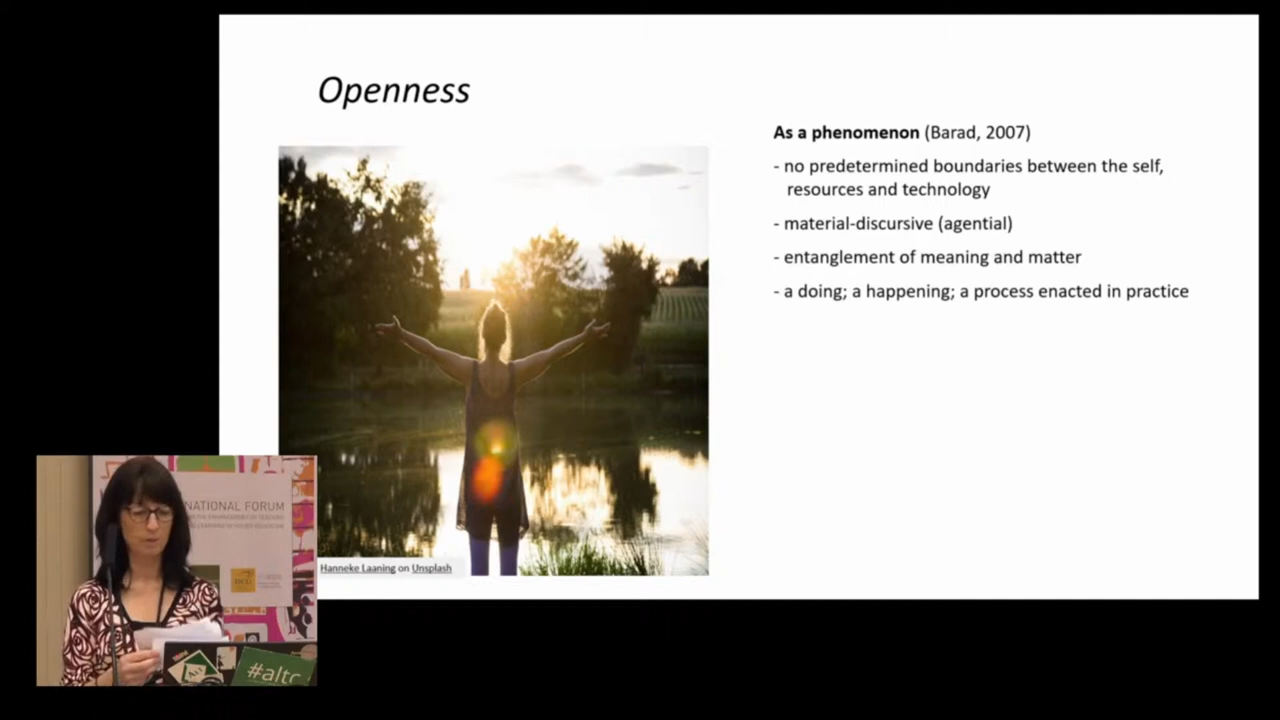 Openness
As a phenomenon (Barad, 2007)
- no predetermined boundaries between the self,
resources and technology
- material-discursive (agential)
- entanglement of meaning and matter
- a doing; a happening; a process enacted in practice
Hanneke Laaning on Unsplash
NATIONAL FORUM
#altc